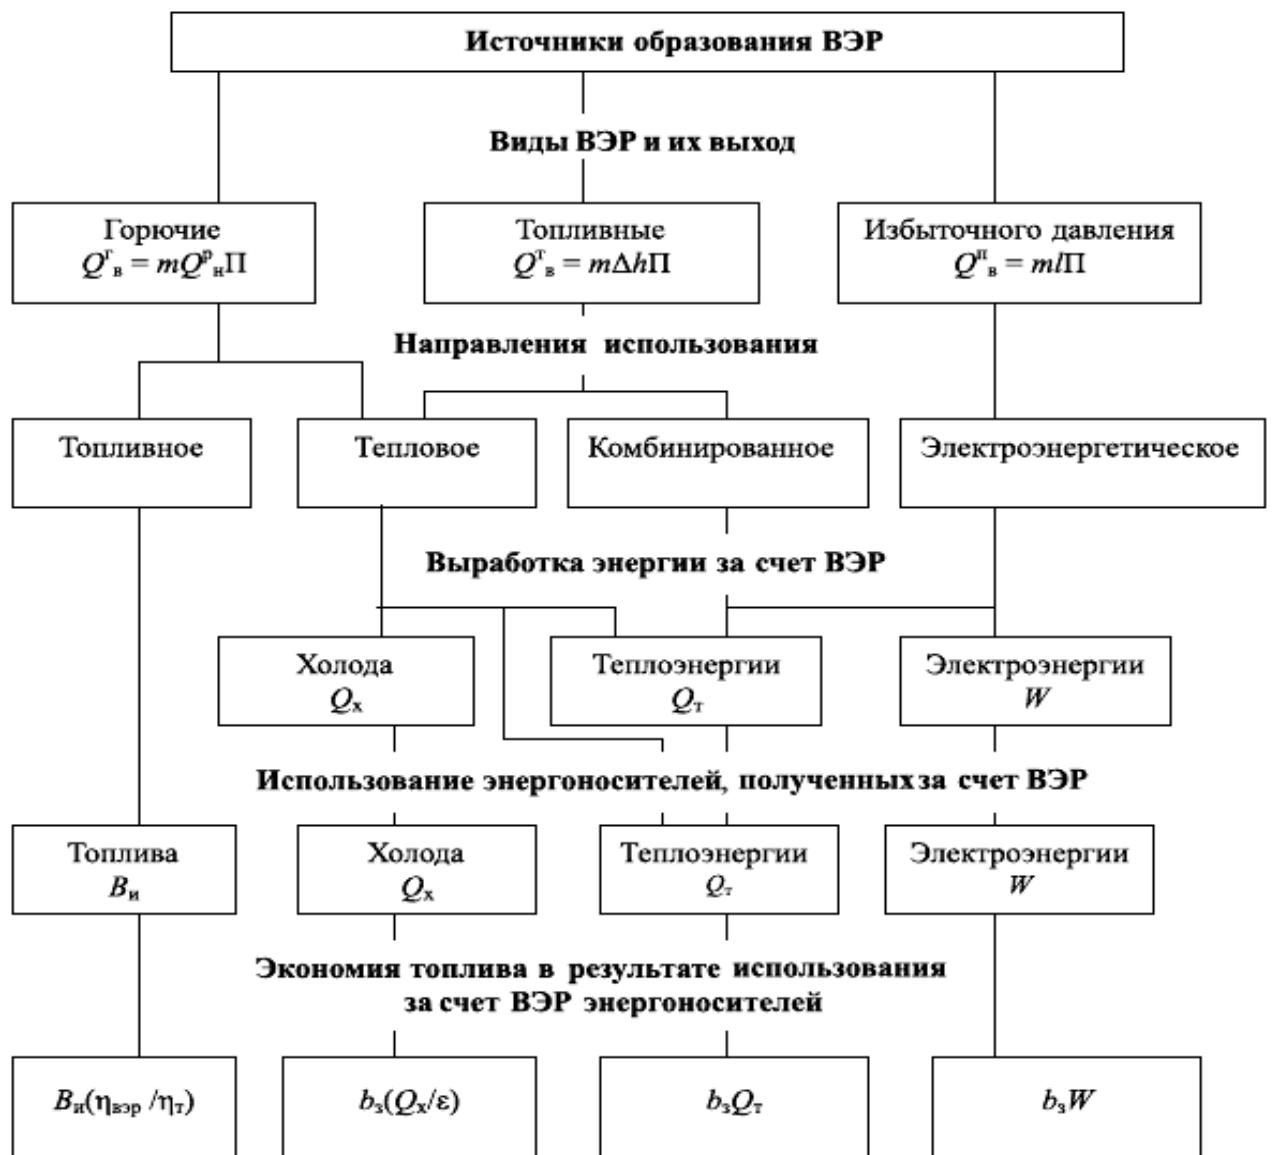 Источники образования ВЭР
Виды ВЭР и их выход
Горючие
Qᴦв = mQᵖнП
Топливные
Qᵀв = mΔhП
Избыточного давления
Qᴨв = mlП
Направления использования
Топливное
Тепловое
Комбинированное
Электроэнергетическое
Выработка энергии за счет ВЭР
Холода
Qх
Теплоэнергии
Qт
Электроэнергии
W
Использование энергоносителей, полученных за счет ВЭР
Топлива
Bи
Холода
Qх
Теплоэнергии
Qт
Электроэнергии
W
Экономия топлива в результате использования
за счет ВЭР энергоносителей
Bи(ηвэр /ηт)
bз(Qх/ε)
bзQт
bзW